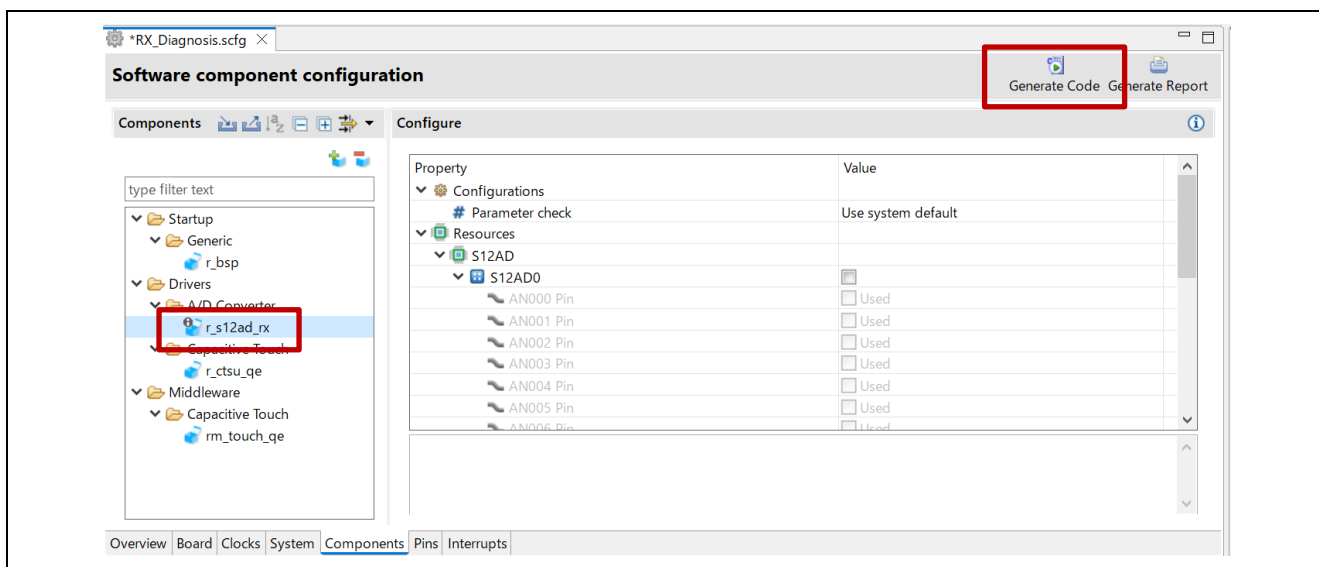 *RX_Diagnosis.scfg
Software component configuration
Generate Code Generate Report
Components
Configure
type filter text
Startup
Generic
r_bsp
Drivers
A/D Converter
r_s12ad_rx
Capacitive Touch
r_ctsu_qe
Middleware
Capacitive Touch
rm_touch_qe
Property Value
Configurations
# Parameter check Use system default
Resources
S12AD
S12AD0
AN000 Pin Used
AN001 Pin Used
AN002 Pin Used
AN003 Pin Used
AN004 Pin Used
AN005 Pin Used
AN006 Pin Used
Overview Board Clocks System Components Pins Interrupts